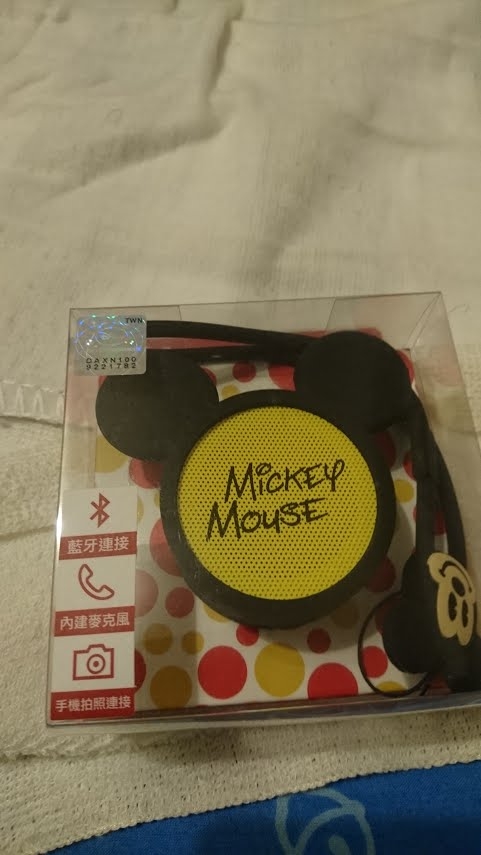 TWN
DAXN100
9221782
MiCKEY
MOUSE
藍牙連接
內建麥克風
手機拍照連接